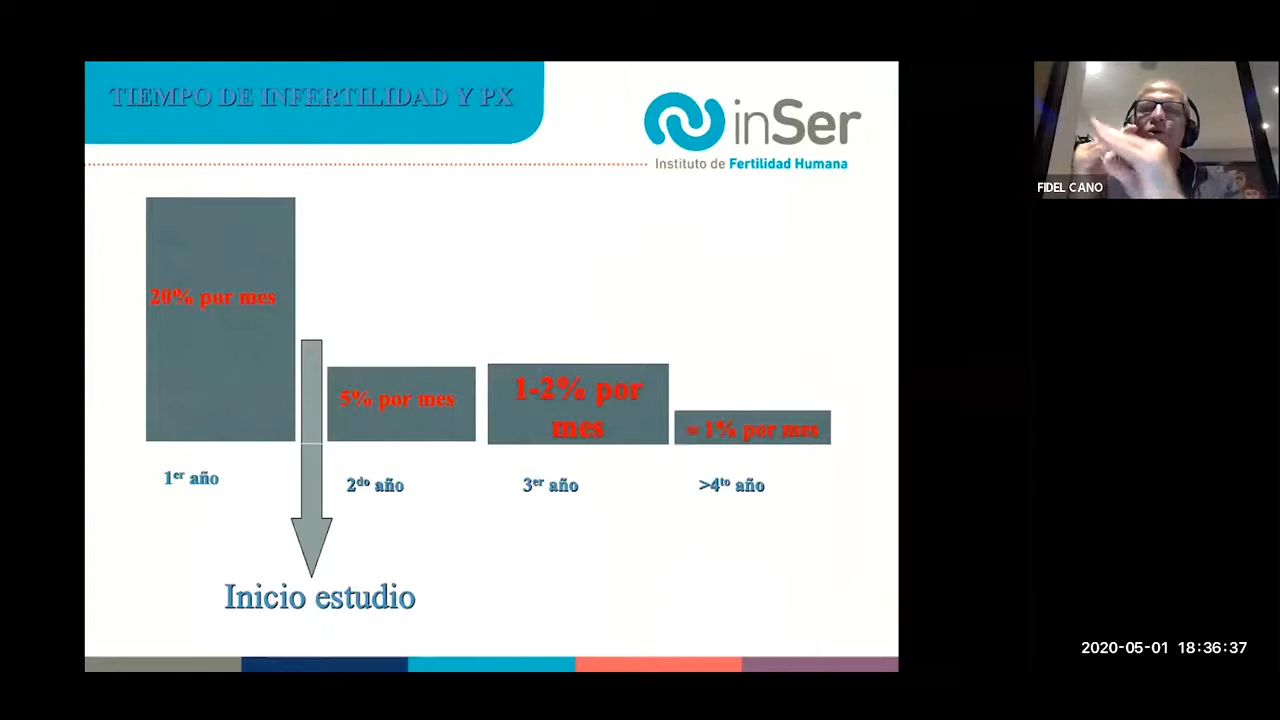 TIEMPO DE INFERTILIDAD Y PX
inSer
Instituto de Fertilidad Humana
FIDEL CANO
20% por mes
5% por mes
1-2% por
mes
≈ 1% por mes
1er año
2do año
3er año
>4to año
Inicio estudio
2020-05-01 18:36:37